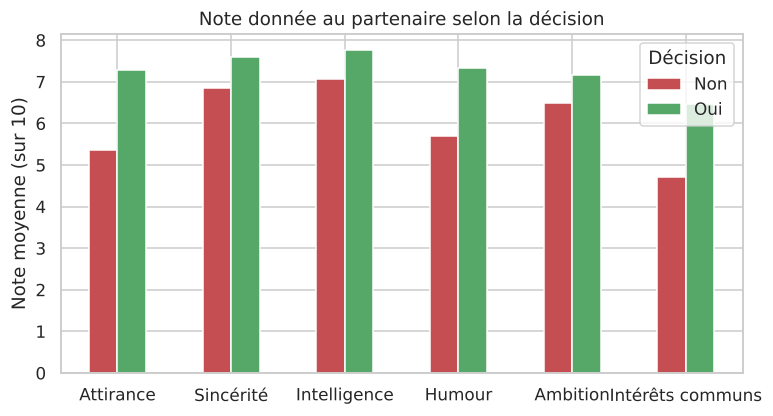 Note donnée au partenaire selon la décision
Note moyenne (sur 10)
8
7
6
5
4
3
2
1
0
Décision
Non
Oui
Attirance
Sincérité
Intelligence
Humour
Ambition
Intérêts communs